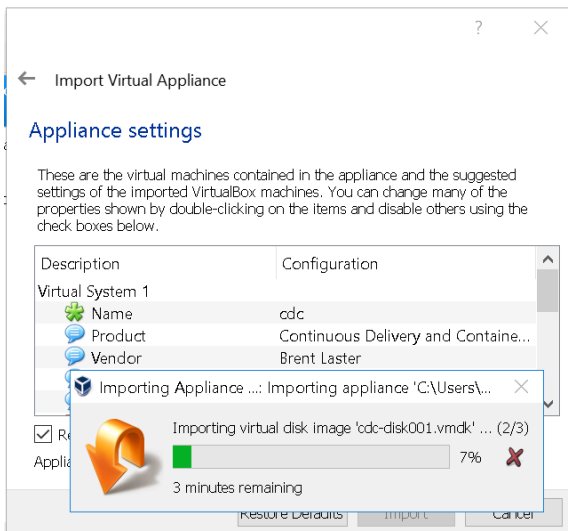 ?
Import Virtual Appliance
Appliance settings
These are the virtual machines contained in the appliance and the suggested
settings of the imported VirtualBox machines. You can change many of the
properties shown by double-clicking on the items and disable others using the
check boxes below.
Description Configuration
Virtual System 1
Name cdc
Product Continuous Delivery and Containe...
Vendor Brent Laster
Importing Appliance ...: Importing appliance 'C:\Users\...
Importing virtual disk image 'cdc-disk001.vmdk' ... (2/3)
7%
3 minutes remaining
Restore Defaults Import Cancel